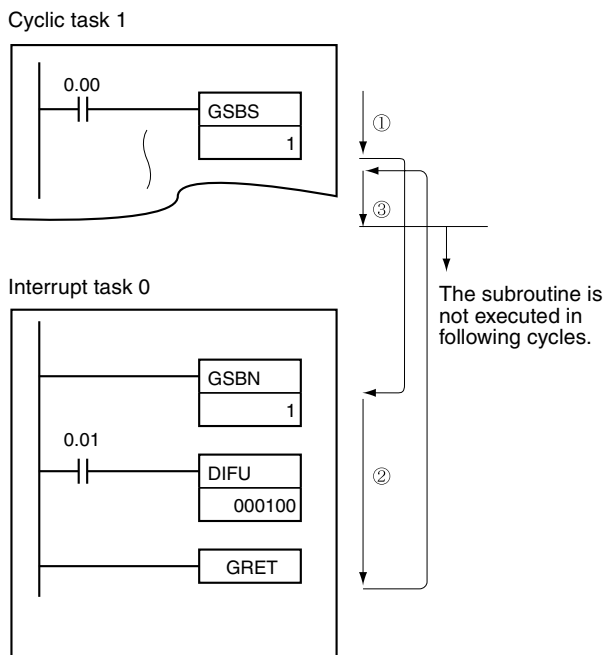 Cyclic task 1
0.00
GSBS
1
①
③
The subroutine is
not executed in
following cycles.
Interrupt task 0
GSBN
1
0.01
DIFU
000100
②
GRET